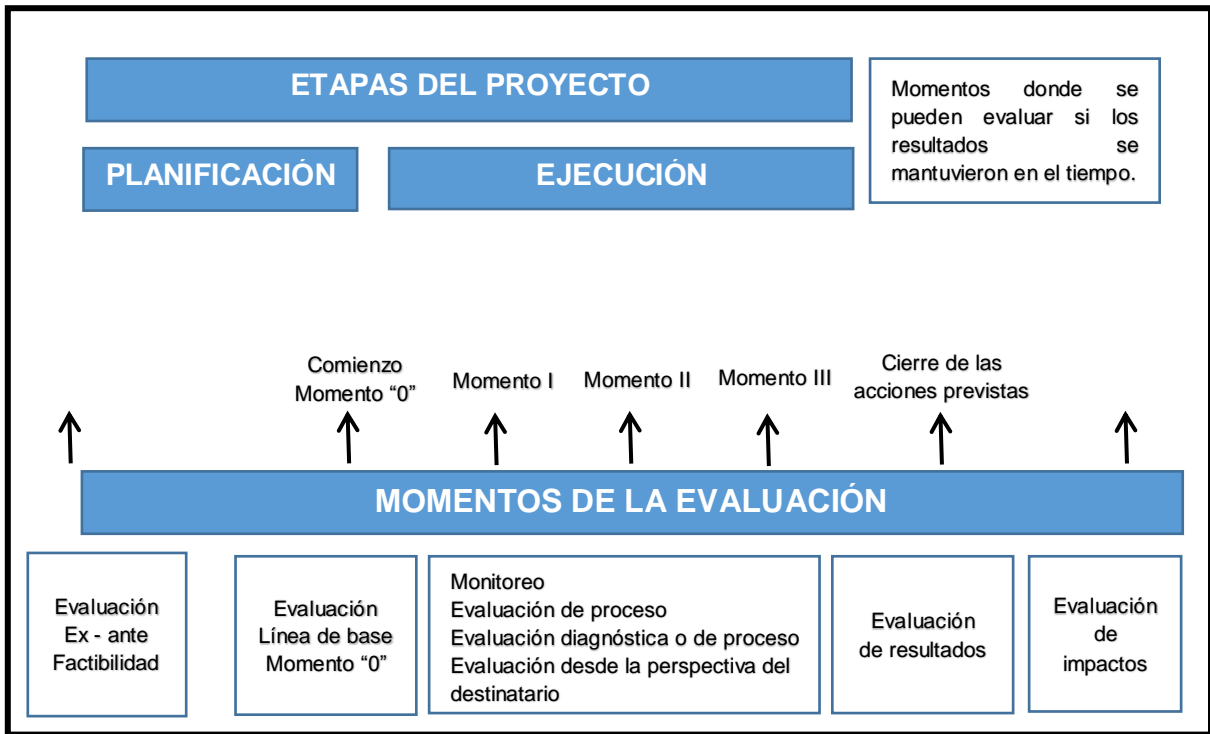 ETAPAS DEL PROYECTO
Momentos donde se
pueden evaluar si los
resultados se
mantuvieron en el tiempo.
PLANIFICACIÓN
EJECUCIÓN
Comienzo
Momento “0”
Momento I
Momento II
Momento III
Cierre de las
acciones previstas
MOMENTOS DE LA EVALUACIÓN
Evaluación
Ex - ante
Factibilidad
Evaluación
Línea de base
Momento “0”
Monitoreo
Evaluación de proceso
Evaluación diagnóstica o de proceso
Evaluación desde la perspectiva del
destinatario
Evaluación
de resultados
Evaluación
de
impactos